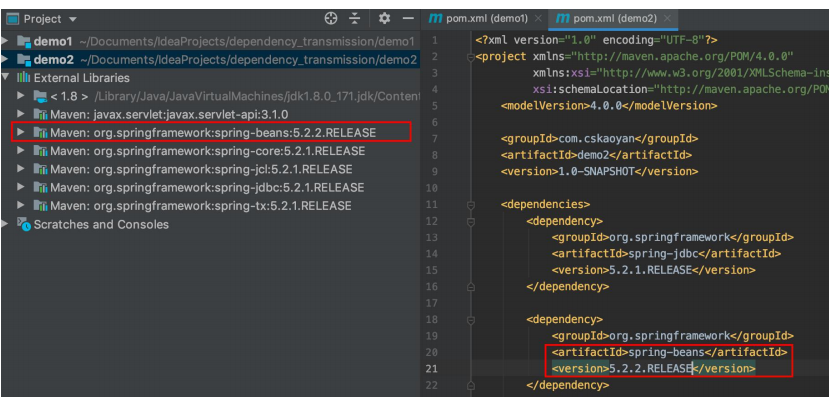 Project
demo1 ~/Documents/IdeaProjects/dependency_transmission/demo1
demo2 ~/Documents/IdeaProjects/dependency_transmission/demo2
External Libraries
< 1.8 > /Library/Java/JavaVirtualMachines/jdk1.8.0_171.jdk/Conten
Maven: javax.servlet:javax.servlet-api:3.1.0
Maven: org.springframework:spring-beans:5.2.2.RELEASE
Maven: org.springframework:spring-core:5.2.1.RELEASE
Maven: org.springframework:spring-jcl:5.2.1.RELEASE
Maven: org.springframework:spring-jdbc:5.2.1.RELEASE
Maven: org.springframework:spring-tx:5.2.1.RELEASE
Scratches and Consoles
pom.xml (demo1) pom.xml (demo2)
1 <?xml version="1.0" encoding="UTF-8"?>
2 <project xmlns="http://maven.apache.org/POM/4.0.0"
3 xmlns:xsi="http://www.w3.org/2001/XMLSchema-ins
4 xsi:schemaLocation="http://maven.apache.org/POM
5 <modelVersion>4.0.0</modelVersion>
6
7 <groupId>com.cskaoyan</groupId>
8 <artifactId>demo2</artifactId>
9 <version>1.0-SNAPSHOT</version>
10
11 <dependencies>
12 <dependency>
13 <groupId>org.springframework</groupId>
14 <artifactId>spring-jdbc</artifactId>
15 <version>5.2.1.RELEASE</version>
16 </dependency>
17
18 <dependency>
19 <groupId>org.springframework</groupId>
20 <artifactId>spring-beans</artifactId>
21 <version>5.2.2.RELEASE</version>
22 </dependency>